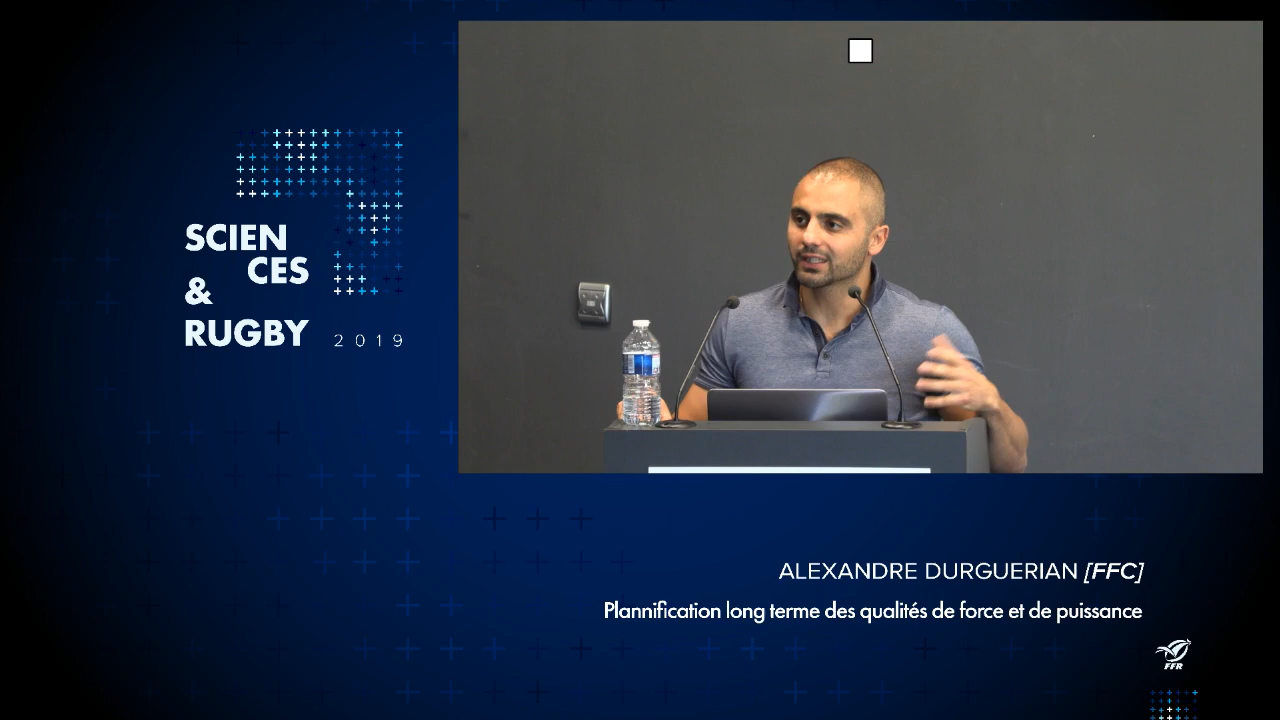 SCIEN
CES
&
RUGBY 2019
ALEXANDRE DURGUERIAN [FFC]
Plannification long terme des qualités de force et de puissance
FFR